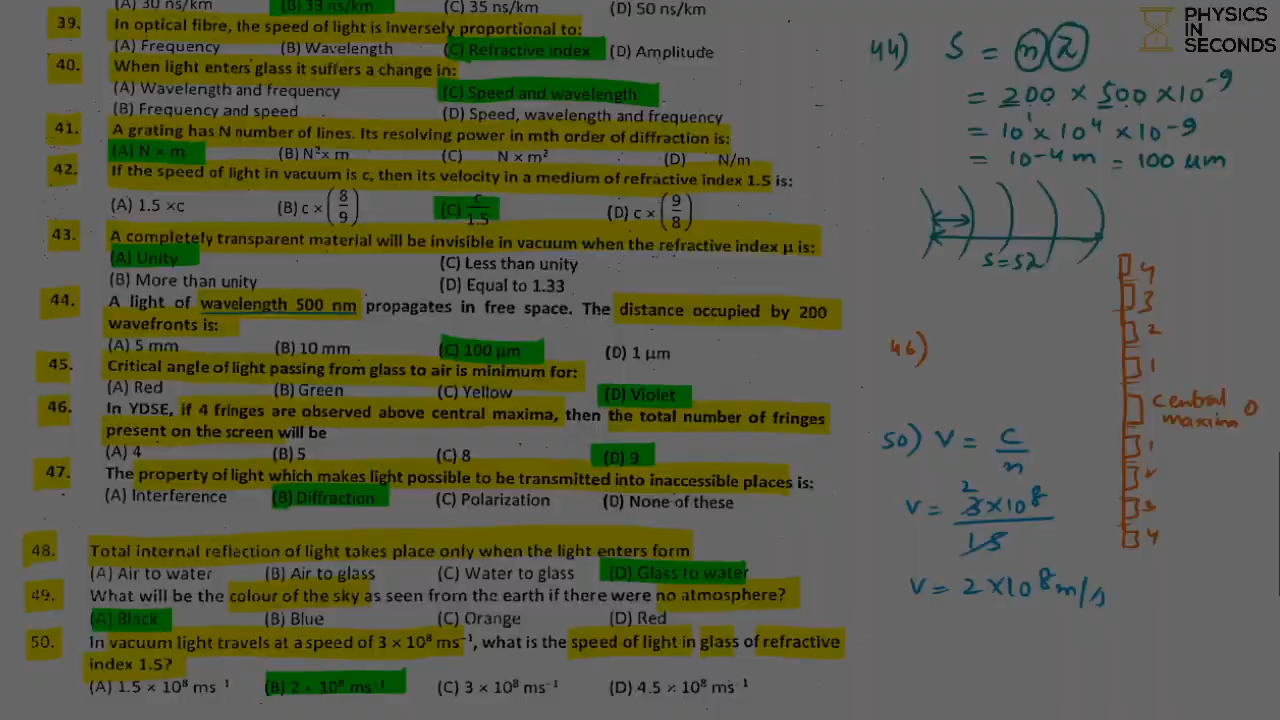 (A) 30 ns/km (B) 33 ns/km (C) 35 ns/km (D) 50 ns/km
39. In optical fibre, the speed of light is inversely proportional to:
(A) Frequency (B) Wavelength (C) Refractive index (D) Amplitude
40. When light enters glass it suffers a change in:
(A) Wavelength and frequency (C) Speed and wavelength
(B) Frequency and speed (D) Speed, wavelength and frequency
41. A grating has N number of lines. Its resolving power in mth order of diffraction is:
(A) N × m (B) N²× m (C) N × m² (D) N/m
42. If the speed of light in vacuum is c, then its velocity in a medium of refractive index 1.5 is:
(A) 1.5 ×c (B) c × (8/9) (C) c/1.5 (D) c × (9/8)
43. A completely transparent material will be invisible in vacuum when the refractive index μ is:
(A) Unity (C) Less than unity
(B) More than unity (D) Equal to 1.33
44. A light of wavelength 500 nm propagates in free space. The distance occupied by 200
wavefronts is:
(A) 5 mm (B) 10 mm (C) 100 μm (D) 1 μm
45. Critical angle of light passing from glass to air is minimum for:
(A) Red (B) Green (C) Yellow (D) Violet
46. In YDSE, if 4 fringes are observed above central maxima, then the total number of fringes
present on the screen will be
(A) 4 (B) 5 (C) 8 (D) 9
47. The property of light which makes light possible to be transmitted into inaccessible places is:
(A) Interference (B) Diffraction (C) Polarization (D) None of these
48. Total internal reflection of light takes place only when the light enters form
(A) Air to water (B) Air to glass (C) Water to glass (D) Glass to water
49. What will be the colour of the sky as seen from the earth if there were no atmosphere?
(A) Black (B) Blue (C) Orange (D) Red
50. In vacuum light travels at a speed of 3 × 10⁸ ms⁻¹, what is the speed of light in glass of refractive
index 1.5?
(A) 1.5 × 10⁸ ms⁻¹ (B) 2 × 10⁸ ms⁻¹ (C) 3 × 10⁸ ms⁻¹ (D) 4.5 × 10⁸ ms⁻¹
PHYSICS
IN
SECONDS
44) S = n λ
= 200 × 500 × 10⁻⁹
= 10¹ × 10⁴ × 10⁻⁹
= 10⁻⁴ m = 100 μm
S = 5λ
46)
4
3
2
1
central 0
maxima
1
2
3
4
50) V = c/n
V = 3×10⁸/1.5
2
V = 2 × 10⁸ m/s